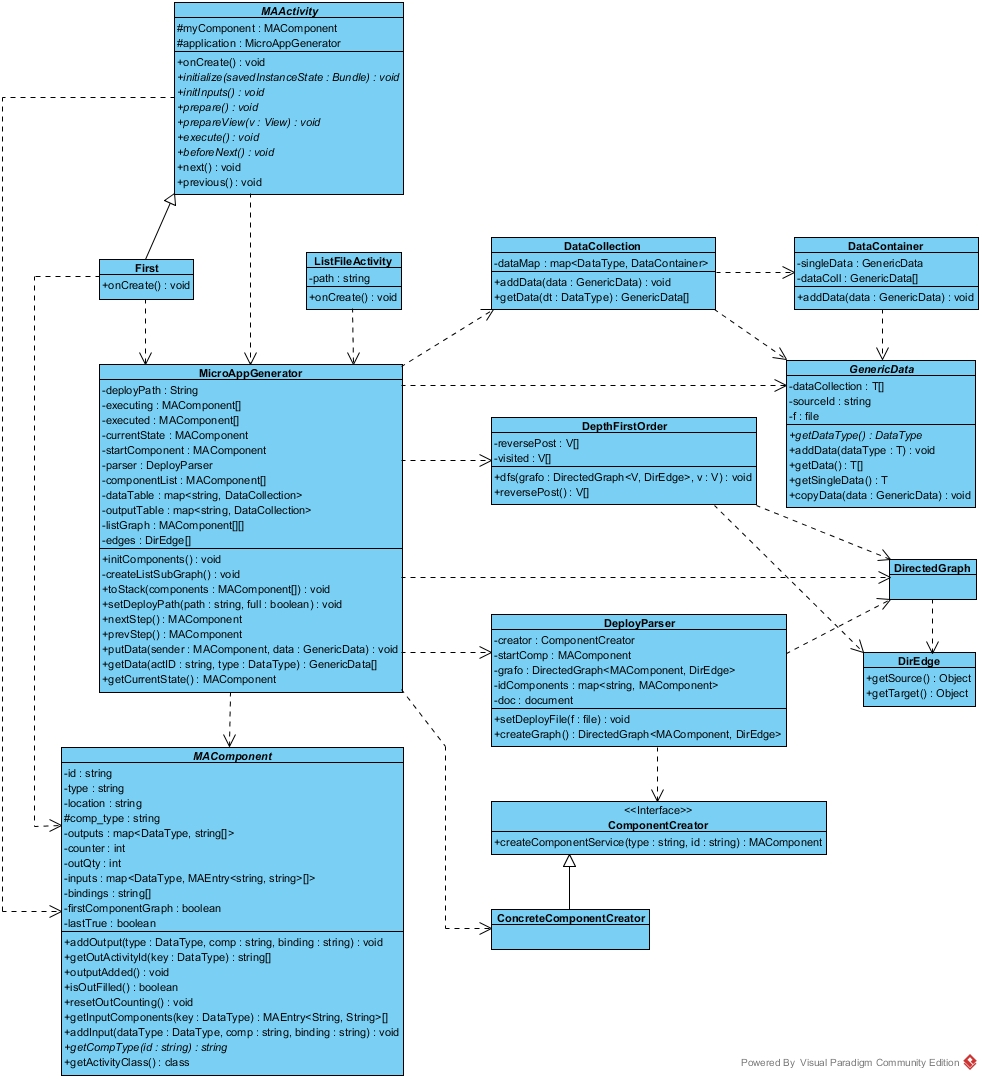 MAActivity
#myComponent : MAComponent
#application : MicroAppGenerator
+onCreate() : void
+initialize(savedInstanceState : Bundle) : void
+initInputs() : void
+prepare() : void
+prepareView(v : View) : void
+execute() : void
+beforeNext() : void
+next() : void
+previous() : void
First
+onCreate() : void
ListFileActivity
-path : string
+onCreate() : void
DataCollection
-dataMap : map<DataType, DataContainer>
+addData(data : GenericData) : void
+getData(dt : DataType) : GenericData[]
DataContainer
-singleData : GenericData
-dataColl : GenericData[]
+addData(data : GenericData) : void
MicroAppGenerator
-deployPath : String
-executing : MAComponent[]
-executed : MAComponent[]
-currentState : MAComponent
-startComponent : MAComponent
-parser : DeployParser
-componentList : MAComponent[]
-dataTable : map<string, DataCollection>
-outputTable : map<string, DataCollection>
-listGraph : MAComponent[][]
-edges : DirEdge[]
+initComponents() : void
-createListSubGraph() : void
+toStack(components : MAComponent[]) : void
+setDeployPath(path : string, full : boolean) : void
+nextStep() : MAComponent
+prevStep() : MAComponent
+putData(sender : MAComponent, data : GenericData) : void
+getData(actID : string, type : DataType) : GenericData[]
+getCurrentState() : MAComponent
GenericData
-dataCollection : T[]
-sourceId : string
-f : file
+getDataType() : DataType
+addData(dataType : T) : void
+getData() : T[]
+getSingleData() : T
+copyData(data : GenericData) : void
DepthFirstOrder
-reversePost : V[]
-visited : V[]
+dfs(grafo : DirectedGraph<V, DirEdge>, v : V) : void
+reversePost() : V[]
DirectedGraph
DeployParser
-creator : ComponentCreator
-startComp : MAComponent
-grafo : DirectedGraph<MAComponent, DirEdge>
-idComponents : map<string, MAComponent>
-doc : document
+setDeployFile(f : file) : void
+createGraph() : DirectedGraph<MAComponent, DirEdge>
DirEdge
+getSource() : Object
+getTarget() : Object
MAComponent
-id : string
-type : string
-location : string
#comp_type : string
-outputs : map<DataType, string[]>
-counter : int
-outQty : int
-inputs : map<DataType, MAEntry<string, string>[]>
-bindings : string[]
-firstComponentGraph : boolean
-lastTrue : boolean
+addOutput(type : DataType, comp : string, binding : string) : void
+getOutActivityId(key : DataType) : string[]
+outputAdded() : void
+isOutFilled() : boolean
+resetOutCounting() : void
+getInputComponents(key : DataType) : MAEntry<String, String>[]
+addInput(dataType : DataType, comp : string, binding : string) : void
+getCompType(id : string) : string
+getActivityClass() : class
<<Interface>>
ComponentCreator
+createComponentService(type : string, id : string) : MAComponent
ConcreteComponentCreator
Powered By Visual Paradigm Community Edition